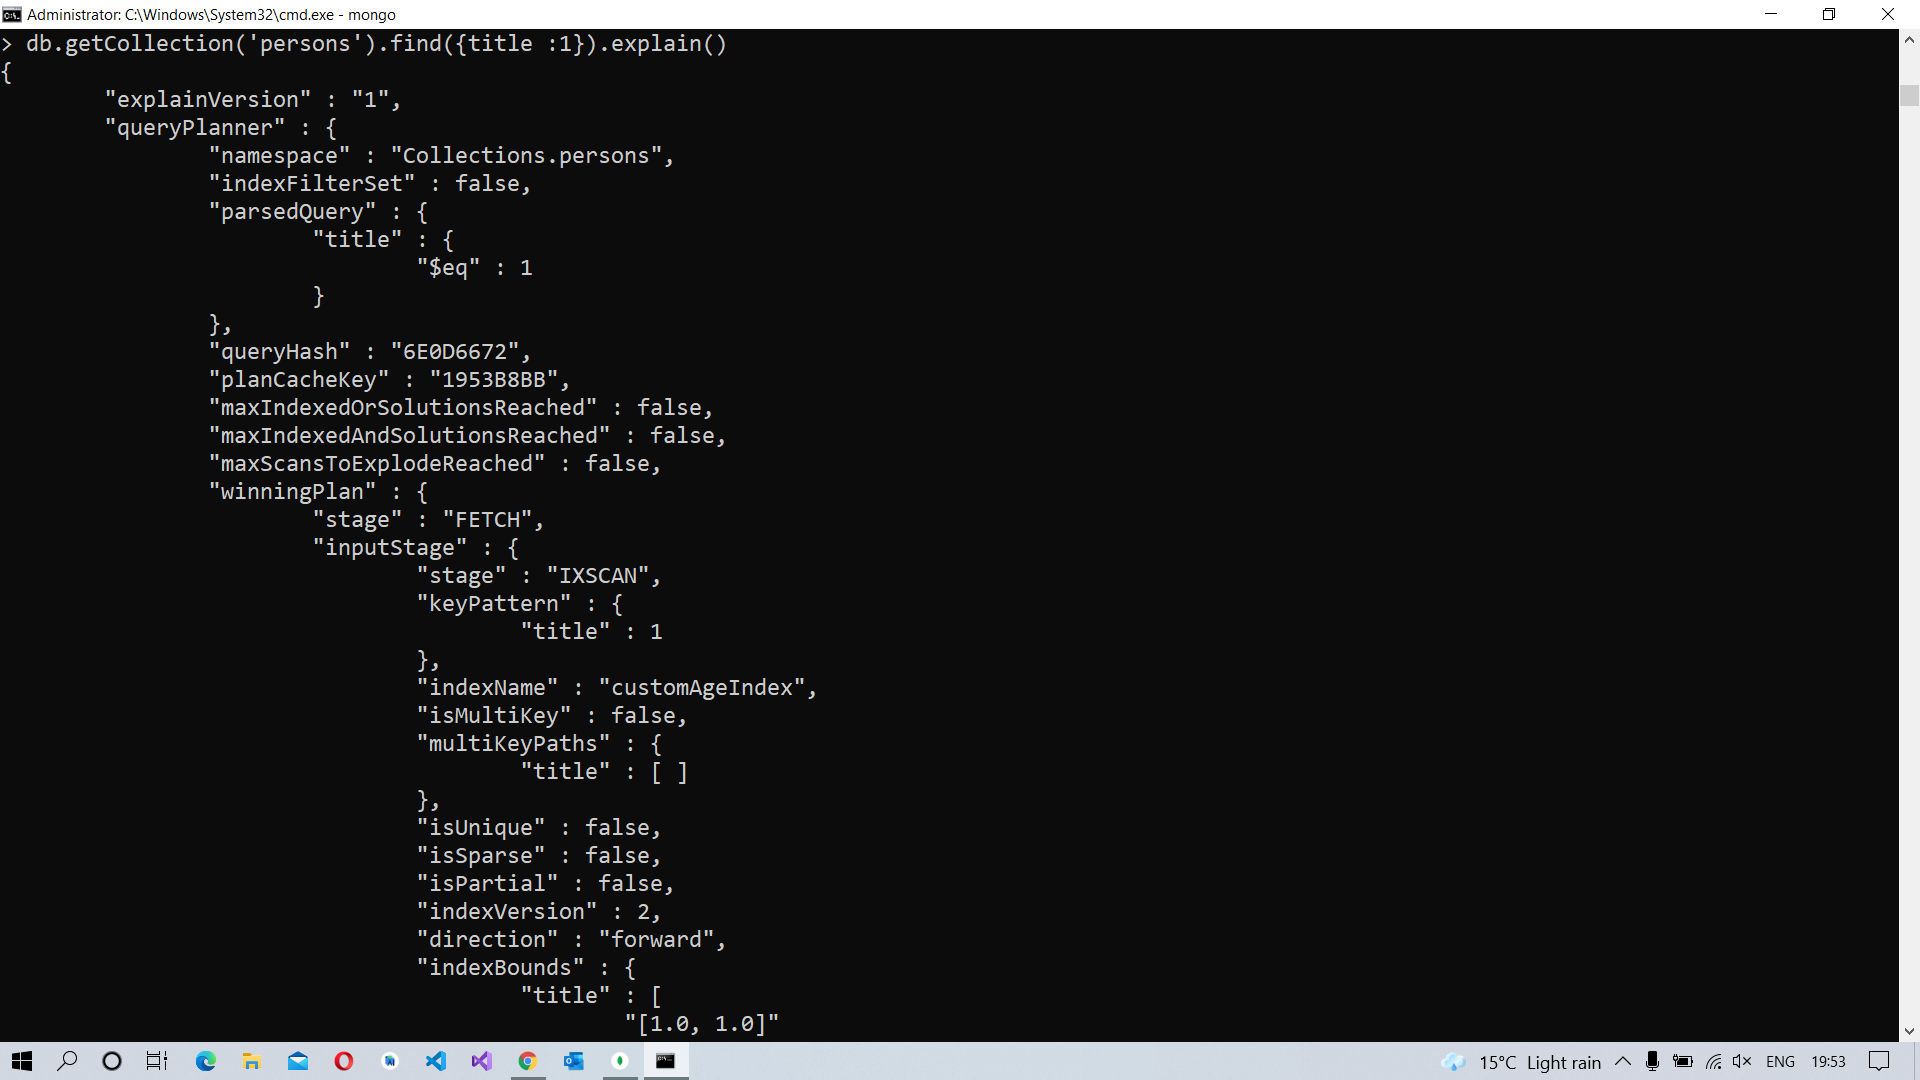 Administrator: C:\Windows\System32\cmd.exe - mongo
> db.getCollection('persons').find({title :1}).explain()
{
        "explainVersion" : "1",
        "queryPlanner" : {
                "namespace" : "Collections.persons",
                "indexFilterSet" : false,
                "parsedQuery" : {
                        "title" : {
                                "$eq" : 1
                        }
                },
                "queryHash" : "6E0D6672",
                "planCacheKey" : "1953B8BB",
                "maxIndexedOrSolutionsReached" : false,
                "maxIndexedAndSolutionsReached" : false,
                "maxScansToExplodeReached" : false,
                "winningPlan" : {
                        "stage" : "FETCH",
                        "inputStage" : {
                                "stage" : "IXSCAN",
                                "keyPattern" : {
                                        "title" : 1
                                },
                                "indexName" : "customAgeIndex",
                                "isMultiKey" : false,
                                "multiKeyPaths" : {
                                        "title" : [ ]
                                },
                                "isUnique" : false,
                                "isSparse" : false,
                                "isPartial" : false,
                                "indexVersion" : 2,
                                "direction" : "forward",
                                "indexBounds" : {
                                        "title" : [
                                                "[1.0, 1.0]"
15°C Light rain ENG 19:53